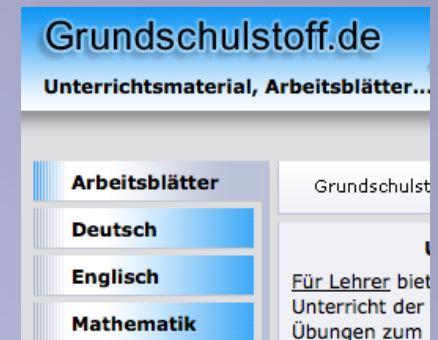 Grundschulstoff.de
Unterrichtsmaterial, Arbeitsblätter...
Arbeitsblätter
Deutsch
Englisch
Mathematik
Grundschulst
U
Für Lehrer biet
Unterricht der
Übungen zum